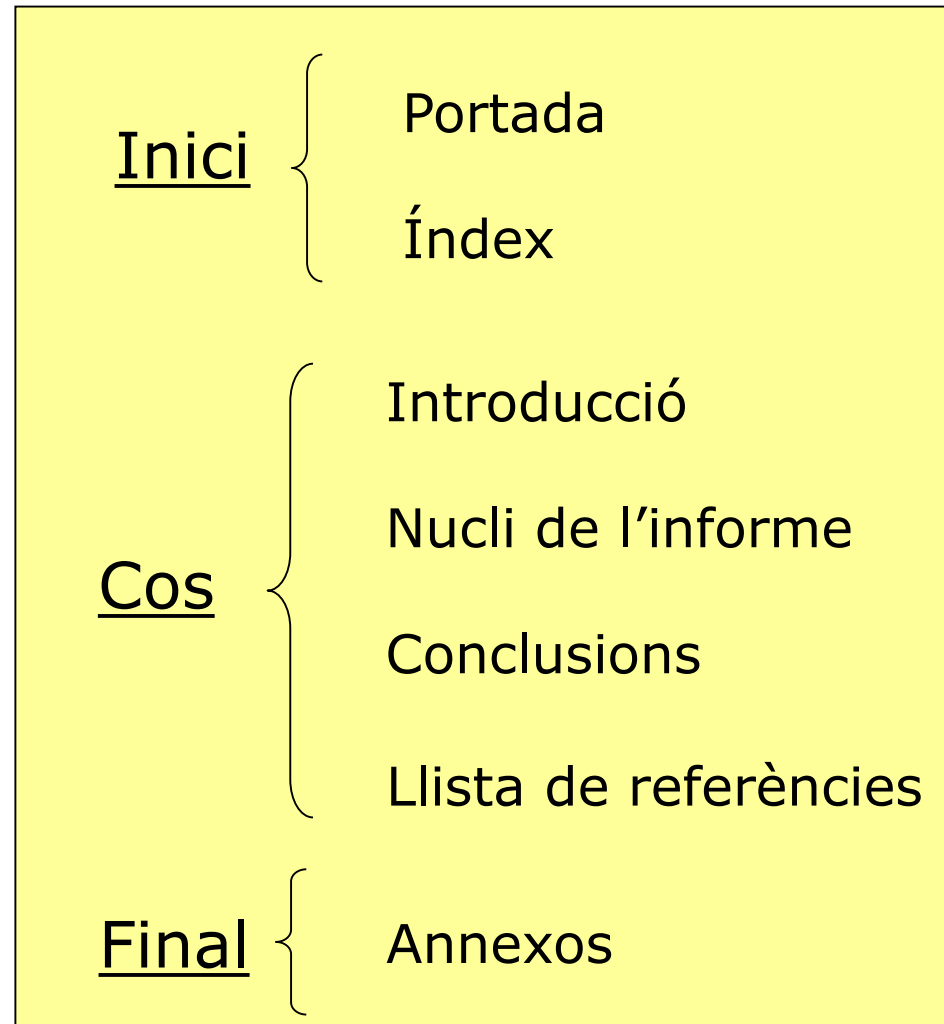 Inici
Portada
Índex
Cos
Introducció
Nucli de l’informe
Conclusions
Llista de referències
Final
Annexos